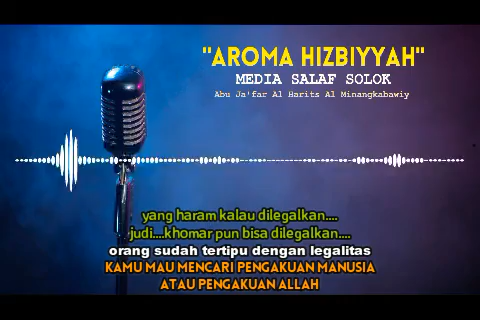 "AROMA HIZBIYYAH"
MEDIA SALAF SOLOK
Abu Ja'far Al Harits Al Minangkabawiy
yang haram kalau dilegalkan....
judi....khomar pun bisa dilegalkan....
orang sudah tertipu dengan legalitas
KAMU MAU MENCARI PENGAKUAN MANUSIA
ATAU PENGAKUAN ALLAH